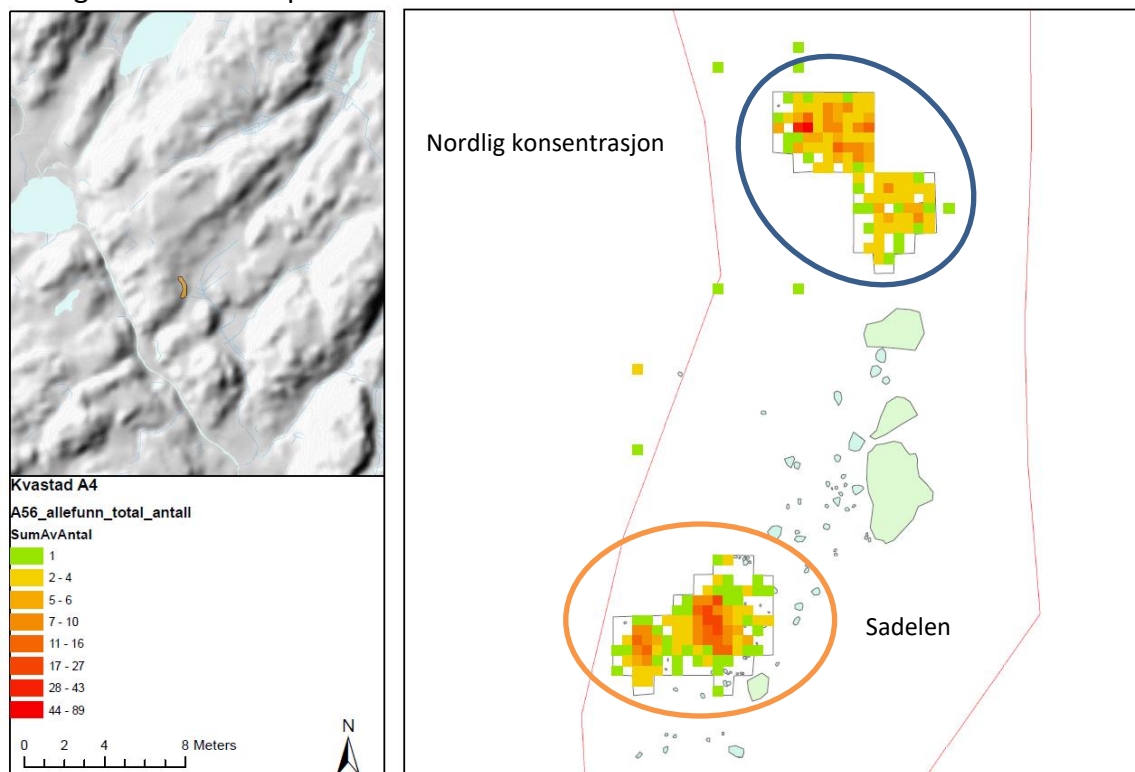 Nordlig konsentrasjon
Sadelen
Kvastad A4
A56_allefunn_total_antall
SumAvAntal
1
2 - 4
5 - 6
7 - 10
11 - 16
17 - 27
28 - 43
44 - 89
0 2 4 8 Meters
N